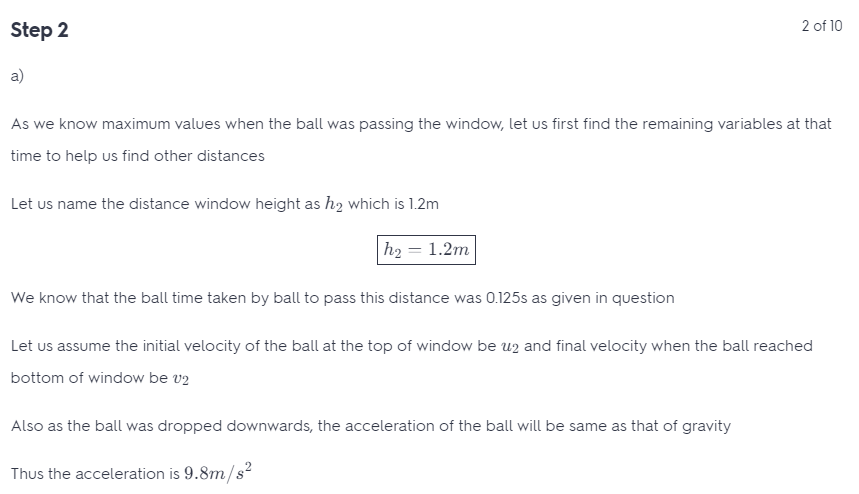 Step 2
2 of 10
a)
As we know maximum values when the ball was passing the window, let us first find the remaining variables at that
time to help us find other distances
Let us name the distance window height as h₂ which is 1.2m
h₂ = 1.2m
We know that the ball time taken by ball to pass this distance was 0.125s as given in question
Let us assume the initial velocity of the ball at the top of window be u₂ and final velocity when the ball reached
bottom of window be v₂
Also as the ball was dropped downwards, the acceleration of the ball will be same as that of gravity
Thus the acceleration is 9.8m/s²